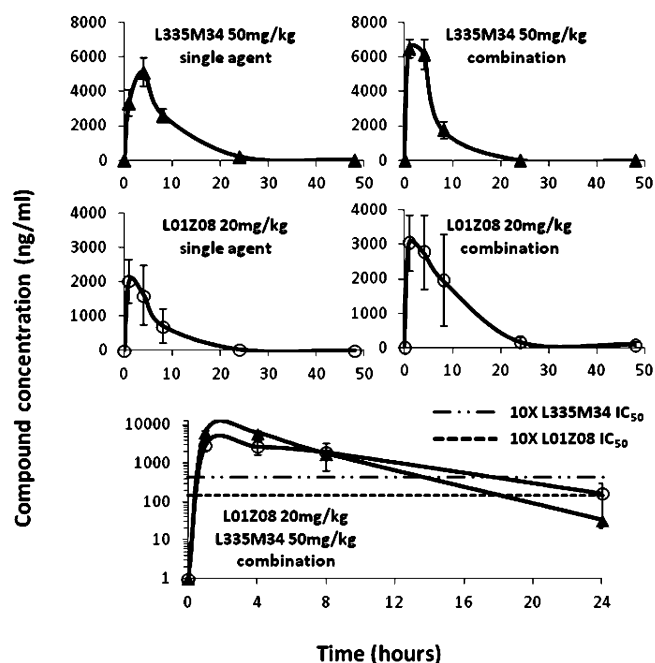 L335M34 50mg/kg
single agent
8000
6000
4000
2000
0
0 10 20 30 40 50
L335M34 50mg/kg
combination
8000
6000
4000
2000
0
0 10 20 30 40 50
L01Z08 20mg/kg
single agent
4000
3000
2000
1000
0
0 10 20 30 40 50
L01Z08 20mg/kg
combination
4000
3000
2000
1000
0
0 10 20 30 40 50
Compound concentration (ng/ml)
10000
1000
100
10
1
10X L335M34 IC50
10X L01Z08 IC50
L01Z08 20mg/kg
L335M34 50mg/kg
combination
0 4 8 12 16 20 24
Time (hours)